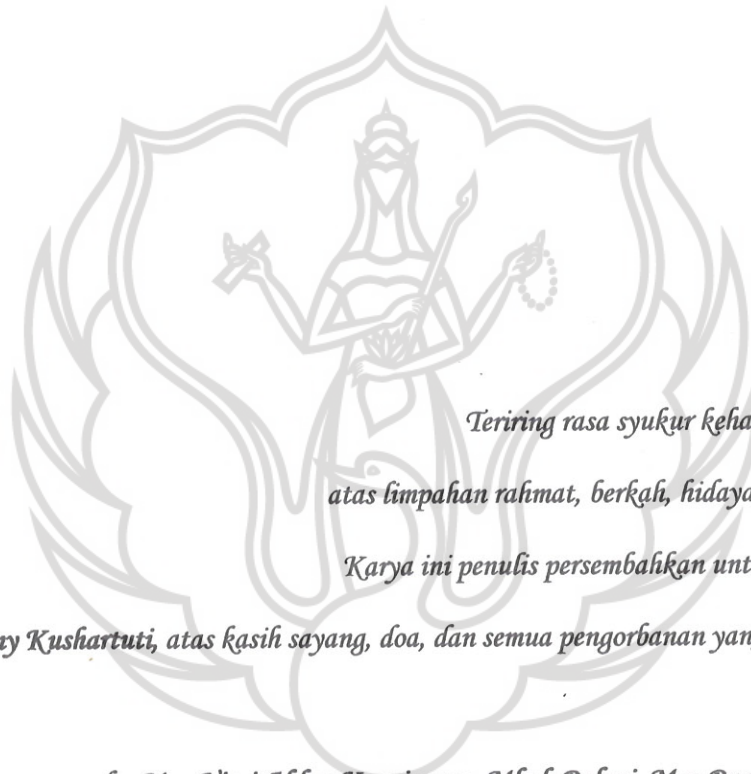 Teriring rasa syukur keha
atas limpahan rahmat, berkah, hidaya
Karya ini penulis persembahkan unt
ny Kushartuti, atas kasih sayang, doa, dan semua pengorbanan yan